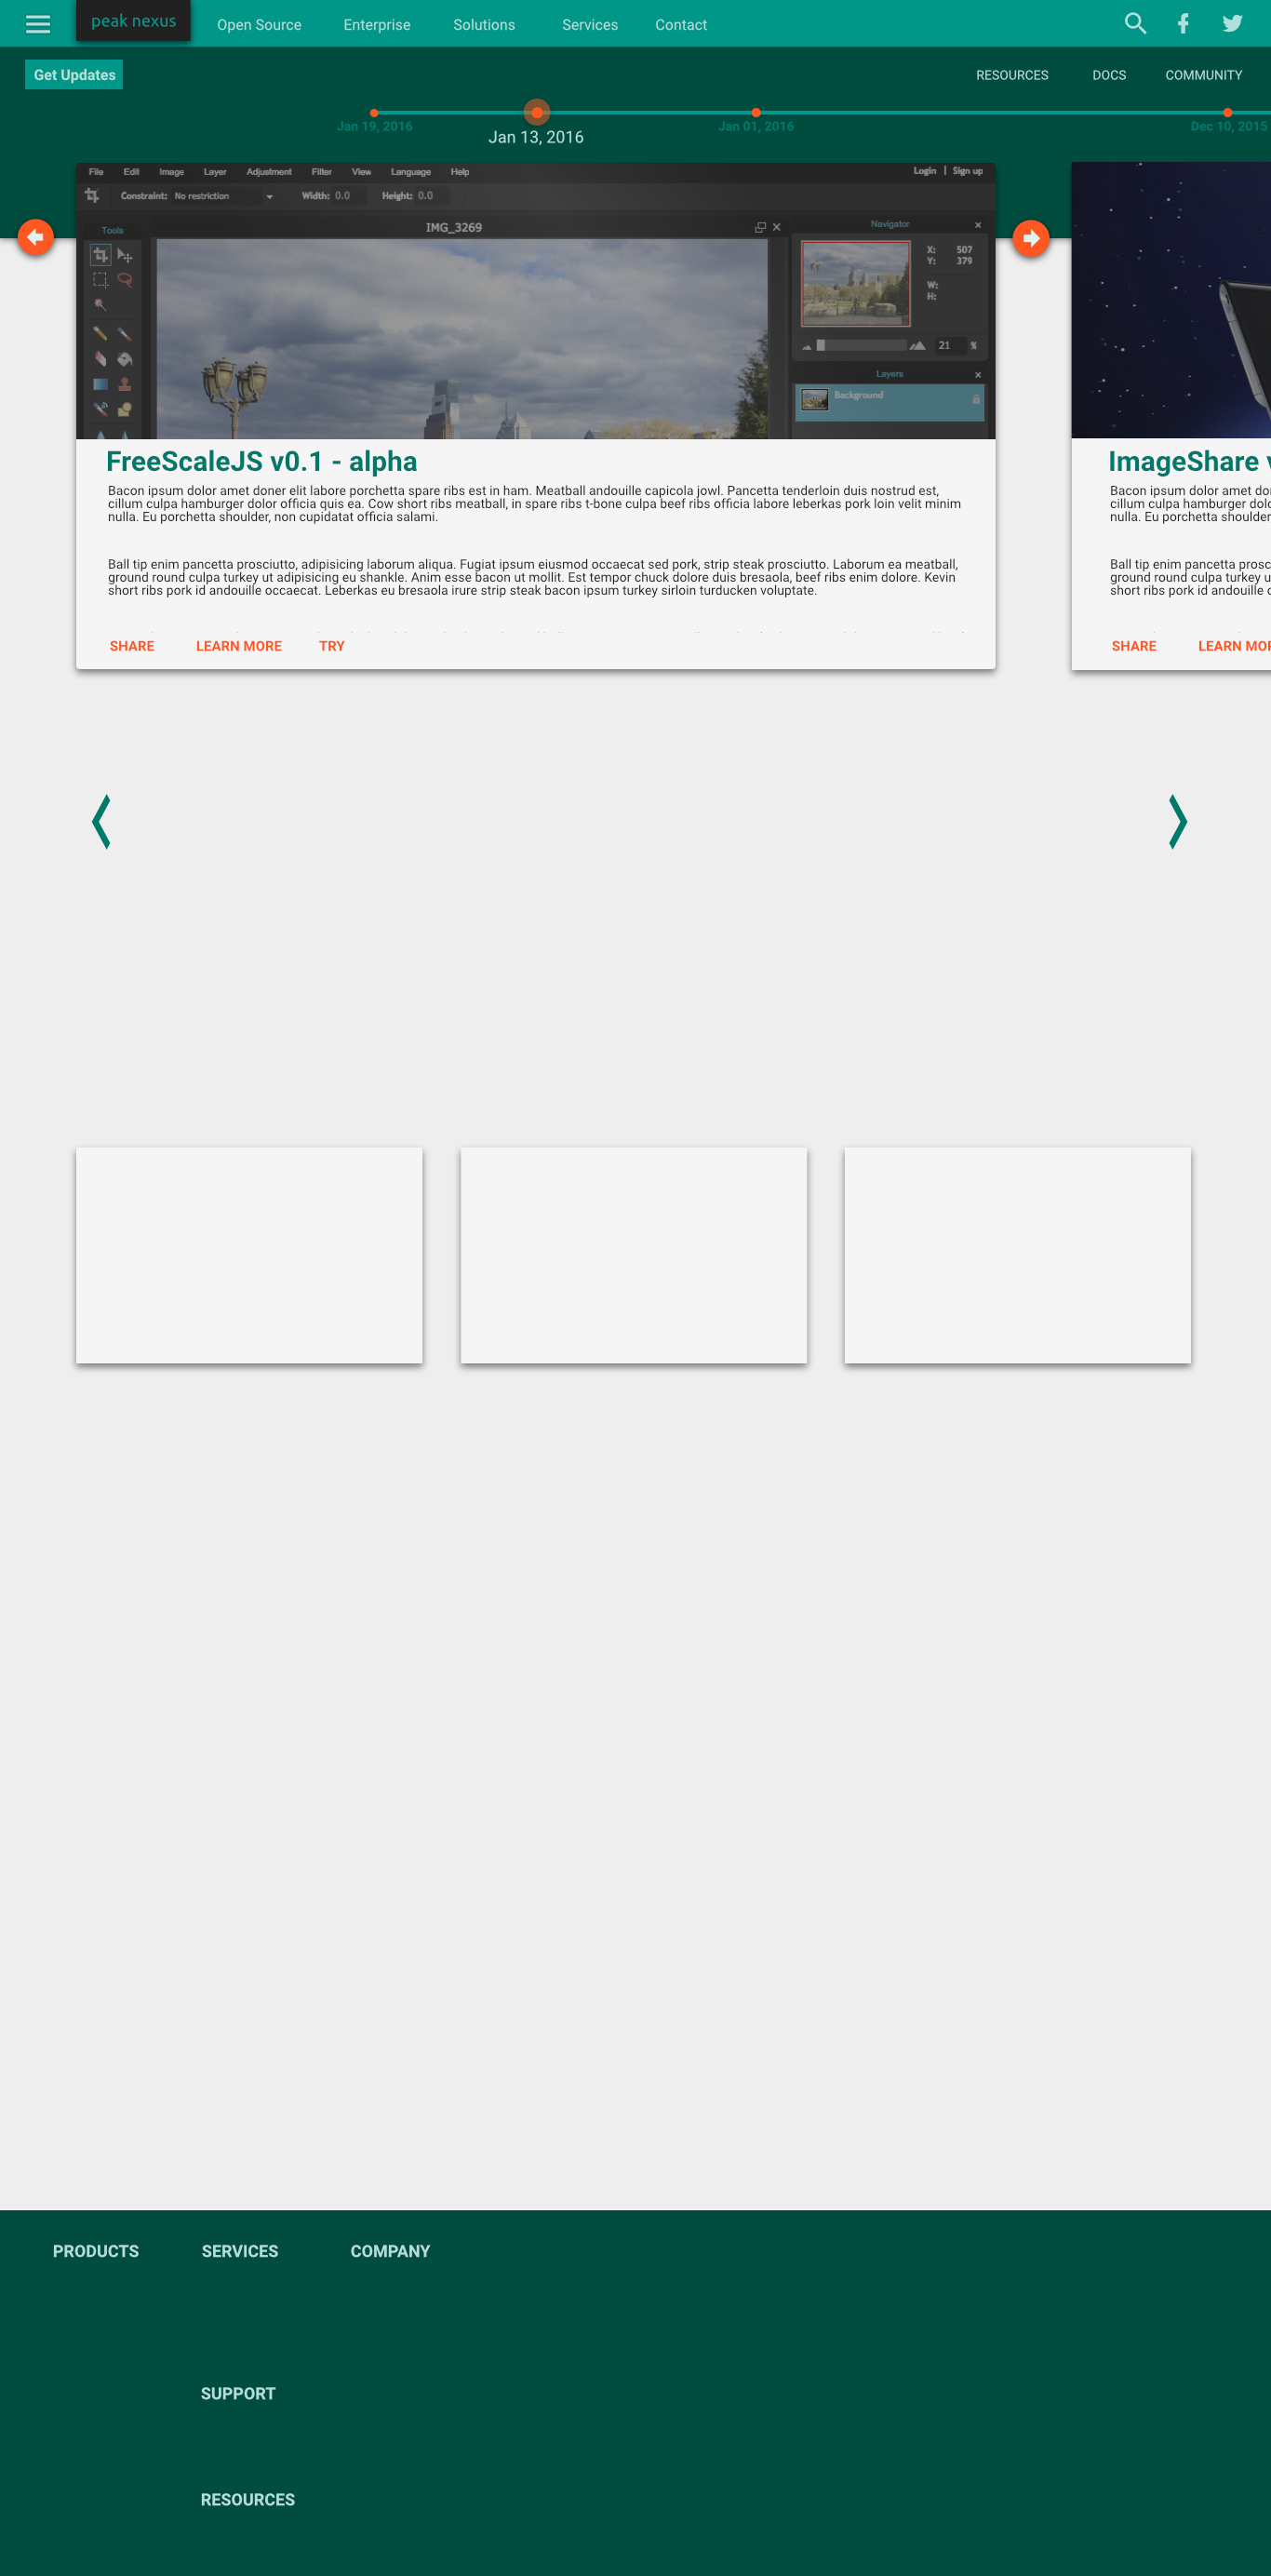 peak nexus
Open Source Enterprise Solutions Services Contact
Get Updates
RESOURCES DOCS COMMUNITY
Jan 19, 2016 Jan 13, 2016 Jan 01, 2016 Dec 10, 2015
File Edit Image Layer Adjustment Filter View Language Help Login | Sign up
Constraint: No restriction Width: 0.0 Height: 0.0
Tools
IMG_3269
Navigator
X: 507
Y: 379
W:
H:
21 %
Layers
Background
FreeScaleJS v0.1 - alpha
Bacon ipsum dolor amet doner elit labore porchetta spare ribs est in ham. Meatball andouille capicola jowl. Pancetta tenderloin duis nostrud est,
cillum culpa hamburger dolor officia quis ea. Cow short ribs meatball, in spare ribs t-bone culpa beef ribs officia labore leberkas pork loin velit minim
nulla. Eu porchetta shoulder, non cupidatat officia salami.
Ball tip enim pancetta prosciutto, adipisicing laborum aliqua. Fugiat ipsum eiusmod occaecat sed pork, strip steak prosciutto. Laborum ea meatball,
ground round culpa turkey ut adipisicing eu shankle. Anim esse bacon ut mollit. Est tempor chuck dolore duis bresaola, beef ribs enim dolore. Kevin
short ribs pork id andouille occaecat. Leberkas eu bresaola irure strip steak bacon ipsum turkey sirloin turducken voluptate.
SHARE LEARN MORE TRY
ImageShare v
Bacon ipsum dolor amet do
cillum culpa hamburger dolo
nulla. Eu porchetta shoulder
Ball tip enim pancetta prosc
ground round culpa turkey u
short ribs pork id andouille o
SHARE LEARN MOR
PRODUCTS SERVICES COMPANY
SUPPORT
RESOURCES